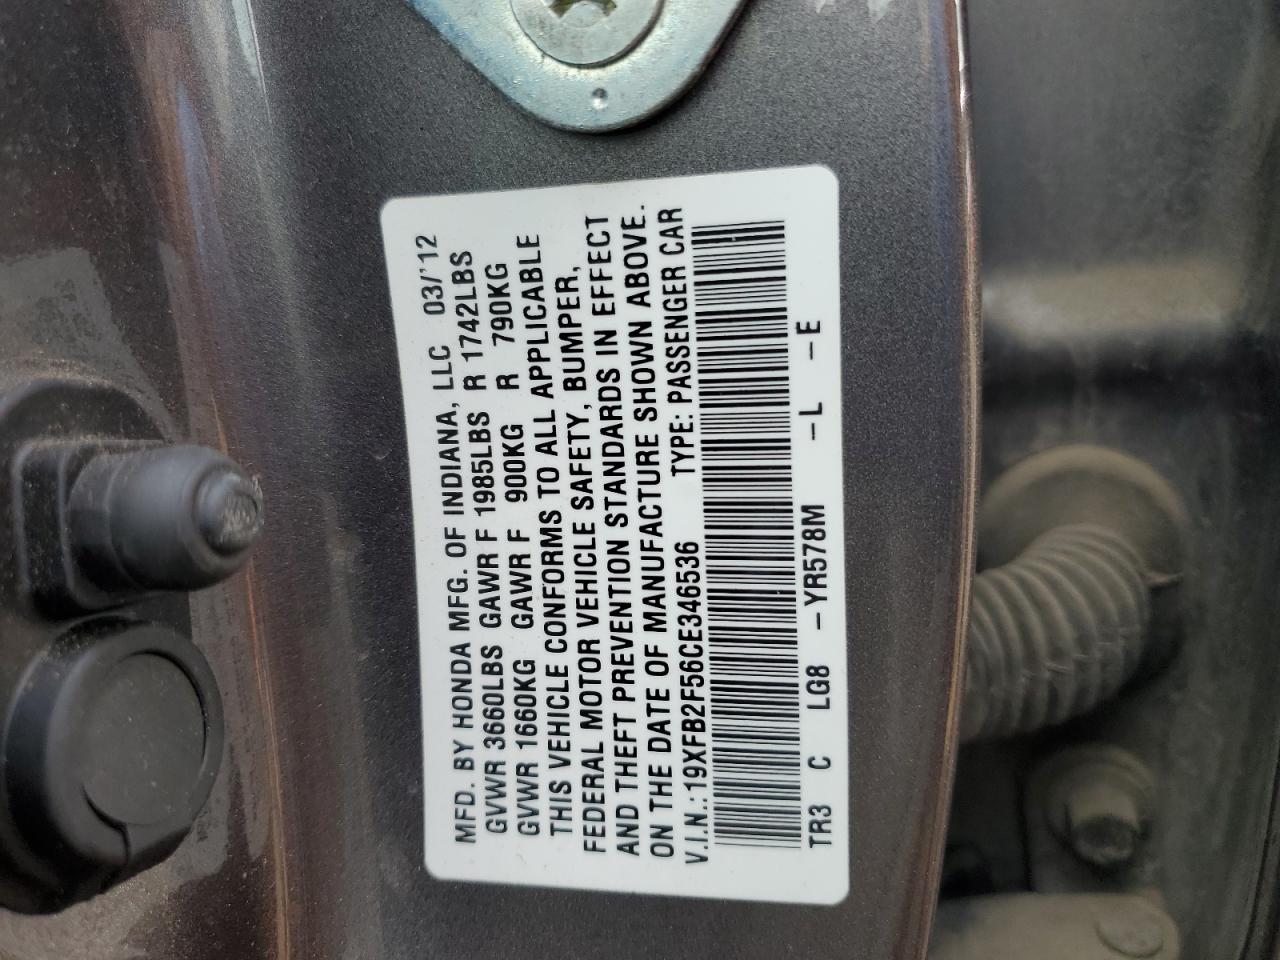 MFD. BY HONDA MFG. OF INDIANA, LLC 03/'12
GVWR 3660LBS GAWR F 1985LBS R 1742LBS
GVWR 1660KG GAWR F 900KG R 790KG
THIS VEHICLE CONFORMS TO ALL APPLICABLE
FEDERAL MOTOR VEHICLE SAFETY, BUMPER,
AND THEFT PREVENTION STANDARDS IN EFFECT
ON THE DATE OF MANUFACTURE SHOWN ABOVE.
V.I.N.: 19XFB2F56CE346536 TYPE: PASSENGER CAR
TR3 C LG8 -YR578M -L -E